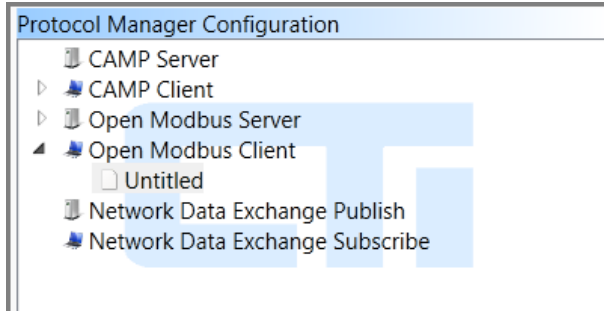 Protocol Manager Configuration
CAMP Server
CAMP Client
Open Modbus Server
Open Modbus Client
Untitled
Network Data Exchange Publish
Network Data Exchange Subscribe
CTi